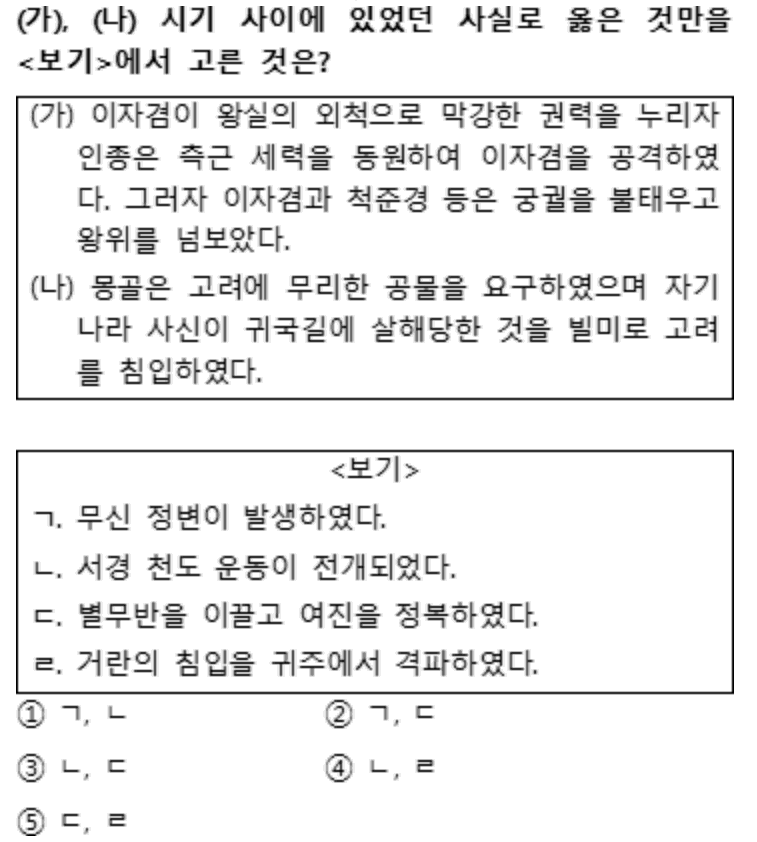 (가), (나) 시기 사이에 있었던 사실로 옳은 것만을
<보기>에서 고른 것은?
(가) 이자겸이 왕실의 외척으로 막강한 권력을 누리자
인종은 측근 세력을 동원하여 이자겸을 공격하였
다. 그러자 이자겸과 척준경 등은 궁궐을 불태우고
왕위를 넘보았다.
(나) 몽골은 고려에 무리한 공물을 요구하였으며 자기
나라 사신이 귀국길에 살해당한 것을 빌미로 고려
를 침입하였다.
<보기>
ㄱ. 무신 정변이 발생하였다.
ㄴ. 서경 천도 운동이 전개되었다.
ㄷ. 별무반을 이끌고 여진을 정복하였다.
ㄹ. 거란의 침입을 귀주에서 격파하였다.
① ㄱ, ㄴ ② ㄱ, ㄷ
③ ㄴ, ㄷ ④ ㄴ, ㄹ
⑤ ㄷ, ㄹ